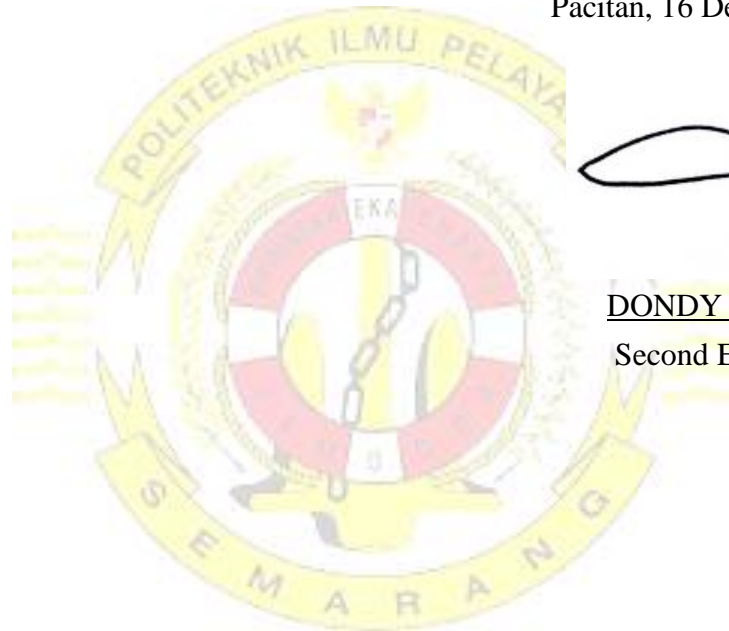 Pacitan, 16 De
POLITEKNIK ILMU PELAYA
EKA
DONDY
Second E
SEMARANG